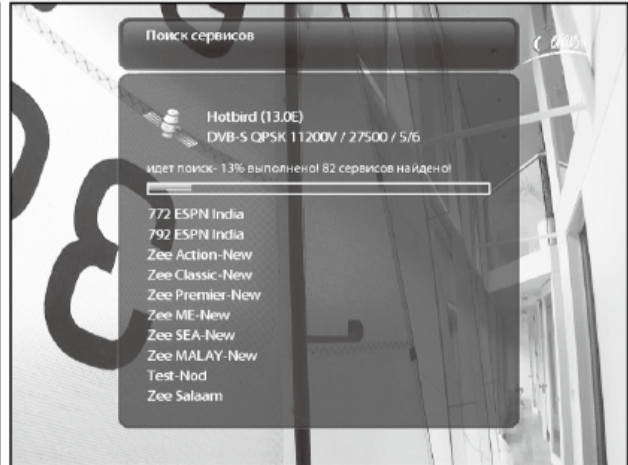 Поиск сервисов
Hotbird (13.0E)
DVB-S QPSK 11200V / 27500 / 5/6
идет поиск- 13% выполнено! 82 сервисов найдено!
772 ESPN India
792 ESPN India
Zee Action-New
Zee Classic-New
Zee Premier-New
Zee ME-New
Zee SEA-New
Zee MALAY-New
Test-Nod
Zee Salaam